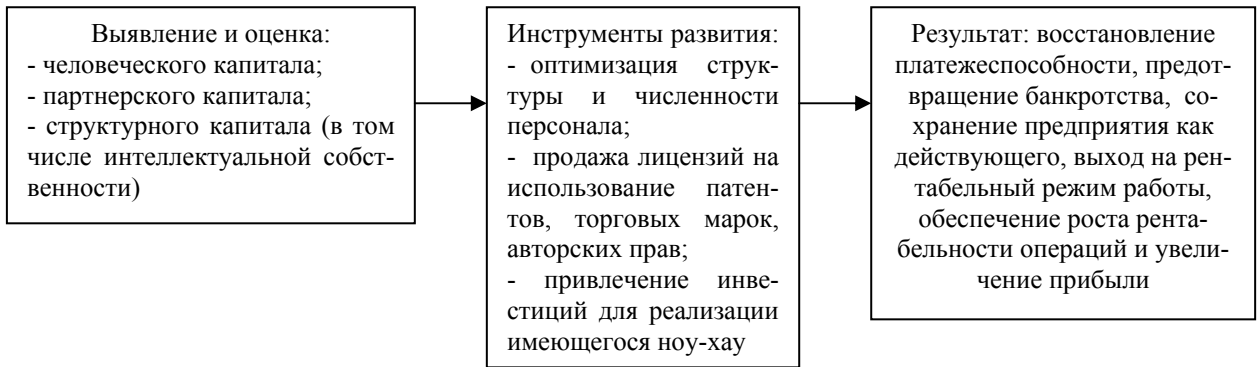 Выявление и оценка:
- человеческого капитала;
- партнерского капитала;
- структурного капитала (в том
числе интеллектуальной собст-
венности)
Инструменты развития:
- оптимизация струк-
туры и численности
персонала;
- продажа лицензий на
использование патен-
тов, торговых марок,
авторских прав;
- привлечение инве-
стиций для реализации
имеющегося ноу-хау
Результат: восстановление
платежеспособности, предот-
вращение банкротства, со-
хранение предприятия как
действующего, выход на рен-
табельный режим работы,
обеспечение роста рента-
бельности операций и увели-
чение прибыли